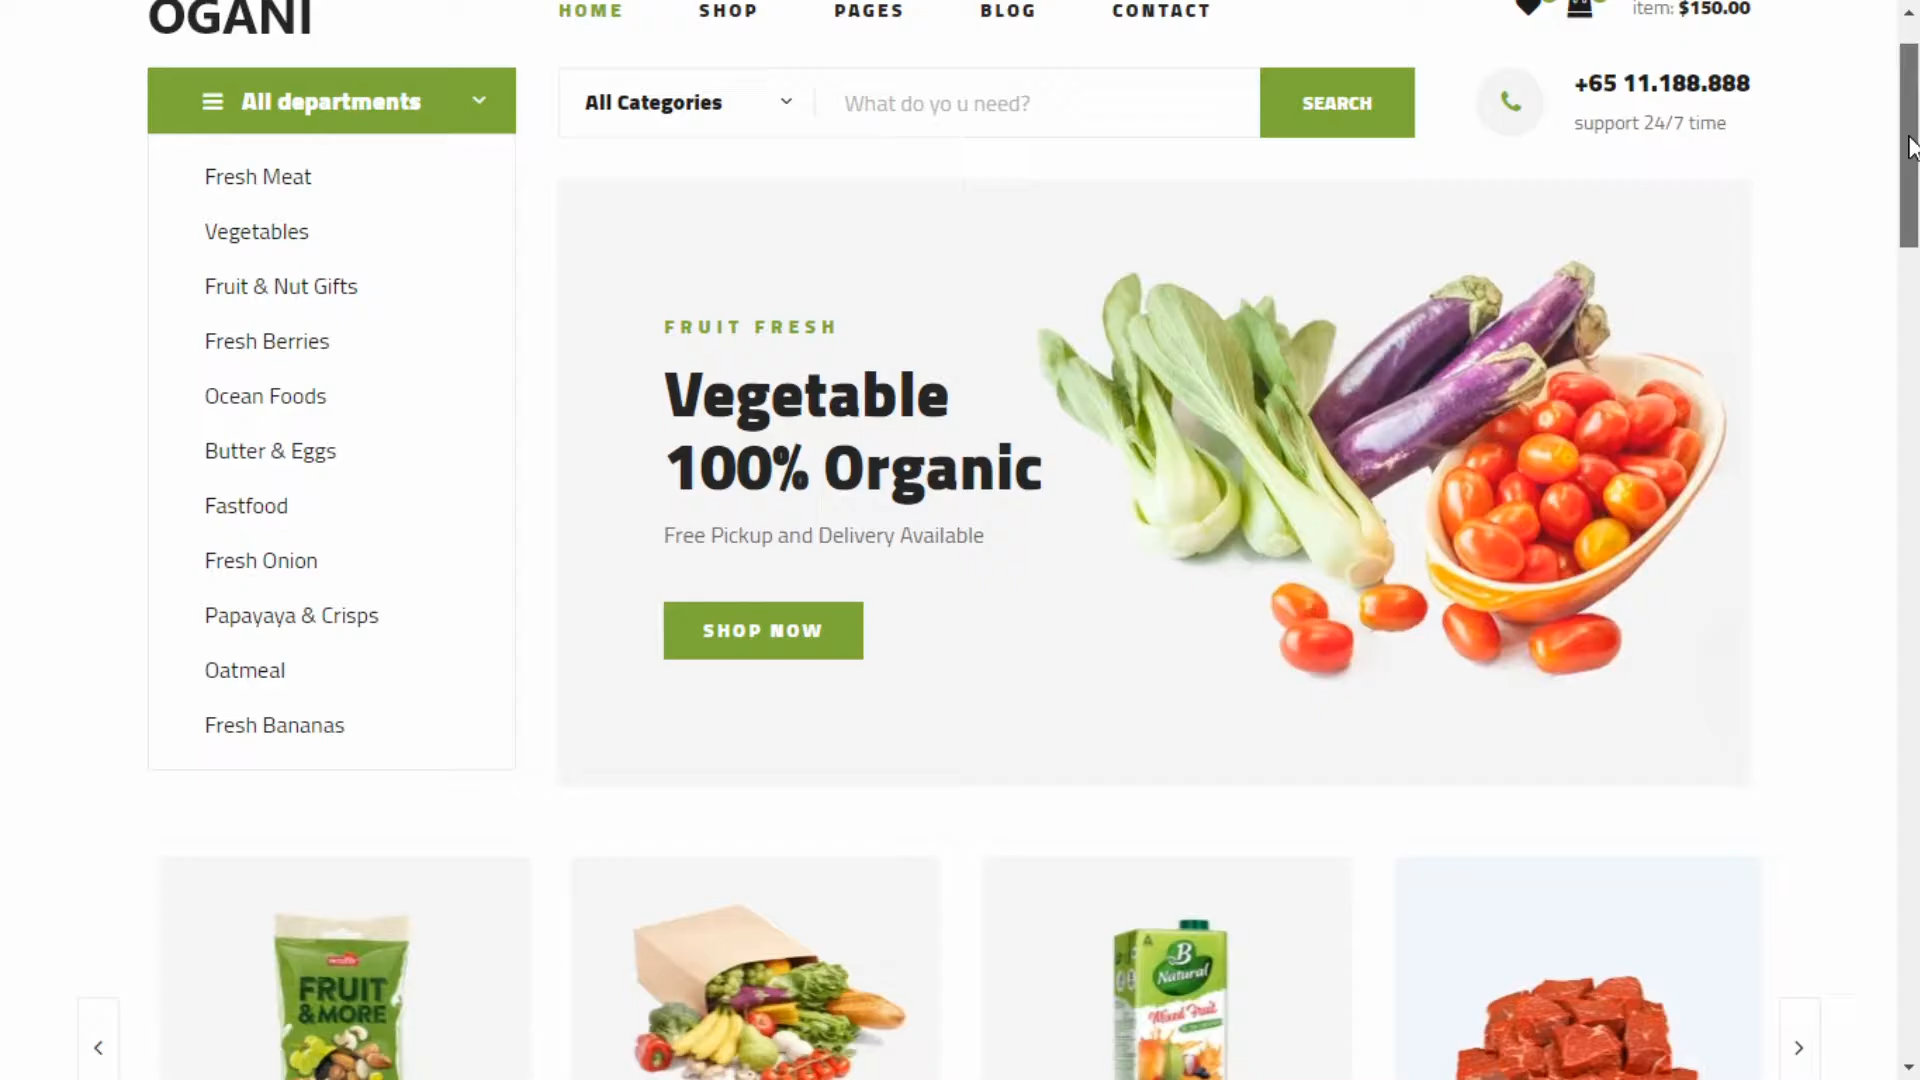 OGANI
HOME SHOP PAGES BLOG CONTACT
item: $150.00
All departments
All Categories
What do yo u need?
SEARCH
+65 11.188.888
support 24/7 time
Fresh Meat
Vegetables
Fruit & Nut Gifts
Fresh Berries
Ocean Foods
Butter & Eggs
Fastfood
Fresh Onion
Papayaya & Crisps
Oatmeal
Fresh Bananas
FRUIT FRESH
Vegetable
100% Organic
Free Pickup and Delivery Available
SHOP NOW
FRUIT
& MORE
B
Natural
Mixed Fruit